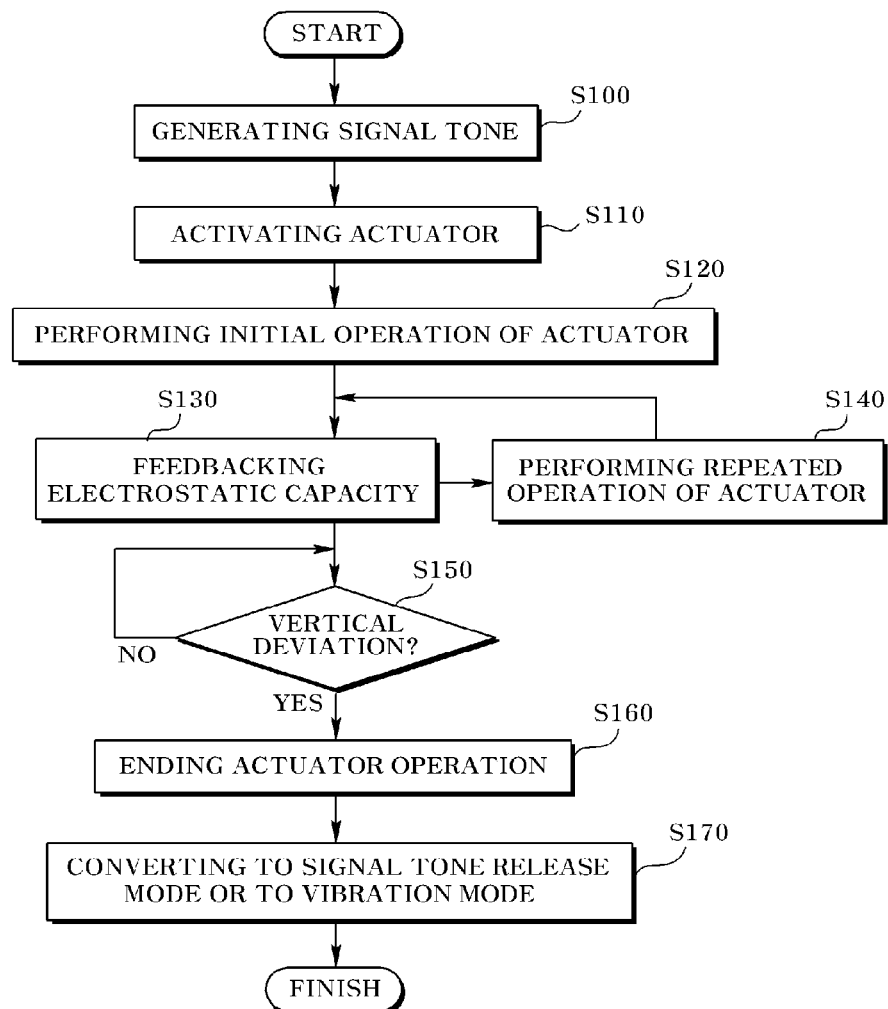 START
S100
GENERATING SIGNAL TONE
S110
ACTIVATING ACTUATOR
S120
PERFORMING INITIAL OPERATION OF ACTUATOR
S130
FEEDBACKING
ELECTROSTATIC CAPACITY
S140
PERFORMING REPEATED
OPERATION OF ACTUATOR
S150
VERTICAL
DEVIATION?
NO
YES
S160
ENDING ACTUATOR OPERATION
S170
CONVERTING TO SIGNAL TONE RELEASE
MODE OR TO VIBRATION MODE
FINISH